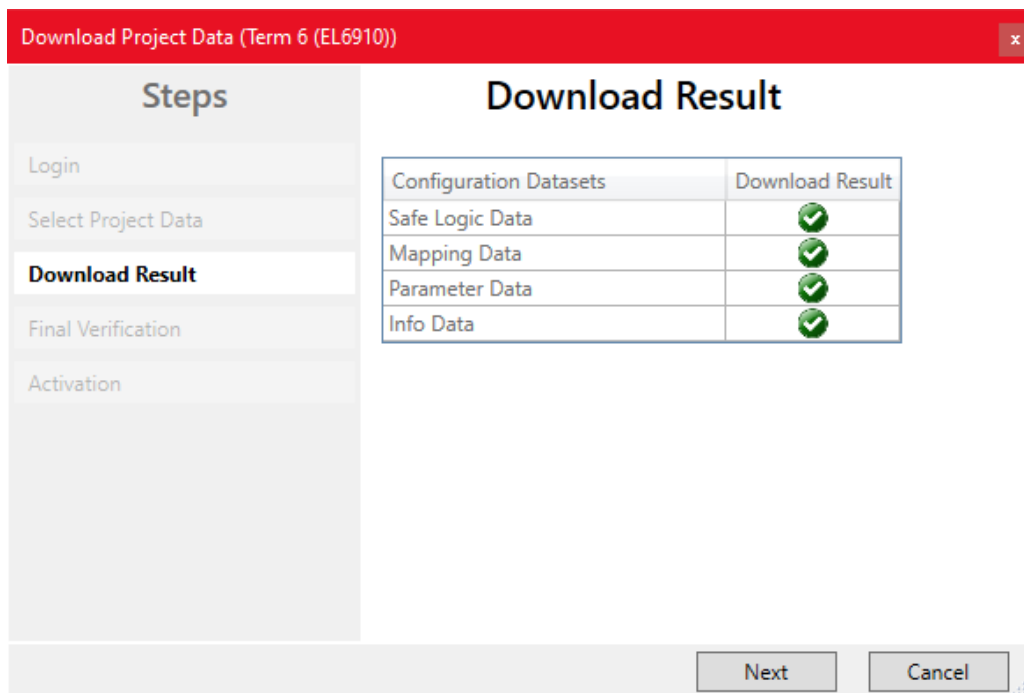 Download Project Data (Term 6 (EL6910))
x
Steps
Login
Select Project Data
Download Result
Final Verification
Activation
Download Result
Configuration Datasets Download Result
Safe Logic Data
Mapping Data
Parameter Data
Info Data
Next Cancel